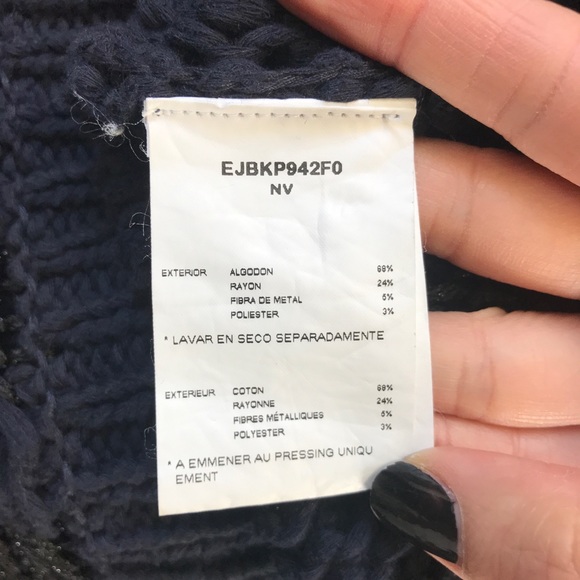 EJBKP942F0
NV
EXTERIOR ALGODON 68%
RAYON 24%
FIBRA DE METAL 5%
POLIESTER 3%
* LAVAR EN SECO SEPARADAMENTE
EXTERIEUR COTON 68%
RAYONNE 24%
FIBRES MÉTALLIQUES 5%
POLYESTER 3%
* A EMMENER AU PRESSING UNIQU
EMENT